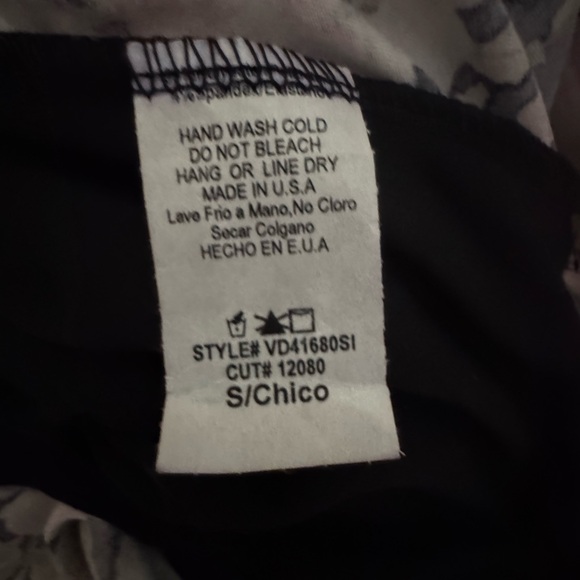 HAND WASH COLD
DO NOT BLEACH
HANG OR LINE DRY
MADE IN U.S.A
Lave Frio a Mano,No Cloro
Secar Colgano
HECHO EN E.U.A
STYLE# VD41680SI
CUT# 12080
S/Chico